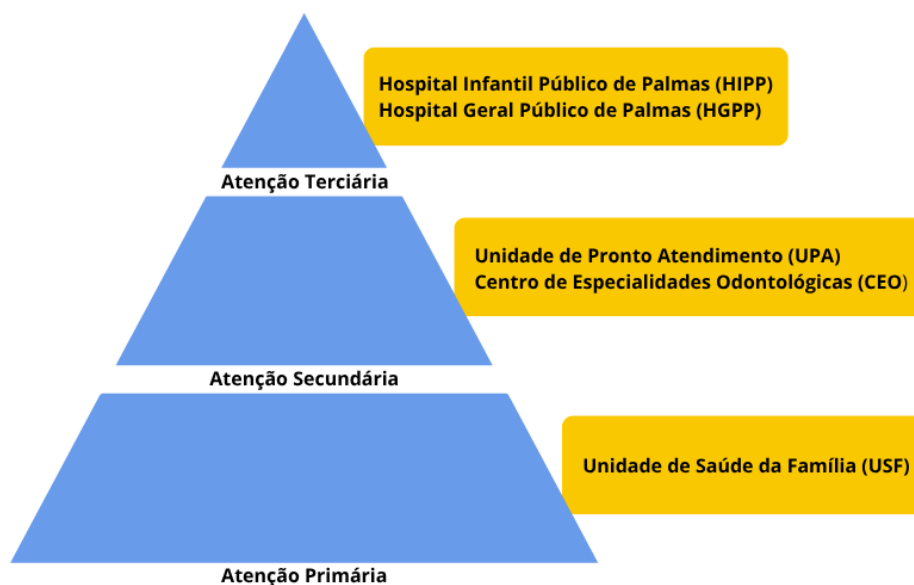 Hospital Infantil Público de Palmas (HIPP)
Hospital Geral Público de Palmas (HGPP)
Atenção Terciária
Unidade de Pronto Atendimento (UPA)
Centro de Especialidades Odontológicas (CEO)
Atenção Secundária
Unidade de Saúde da Família (USF)
Atenção Primária